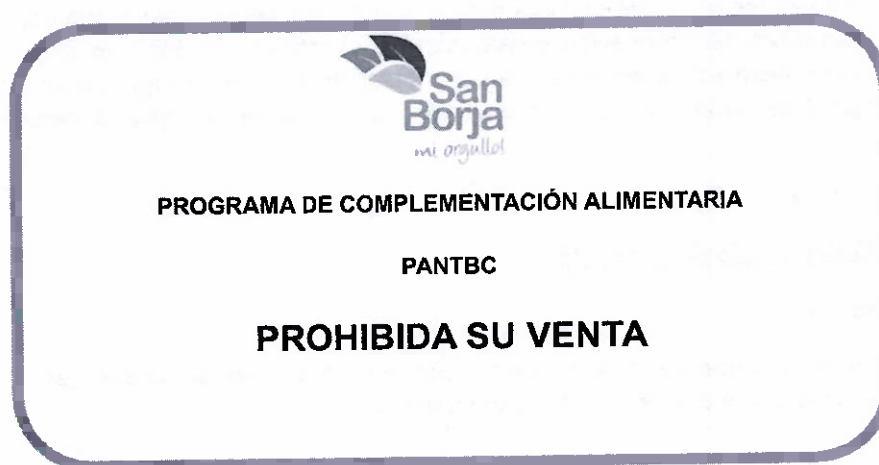 San
Borja
mi orgullo!
PROGRAMA DE COMPLEMENTACIÓN ALIMENTARIA
PANTBC
PROHIBIDA SU VENTA